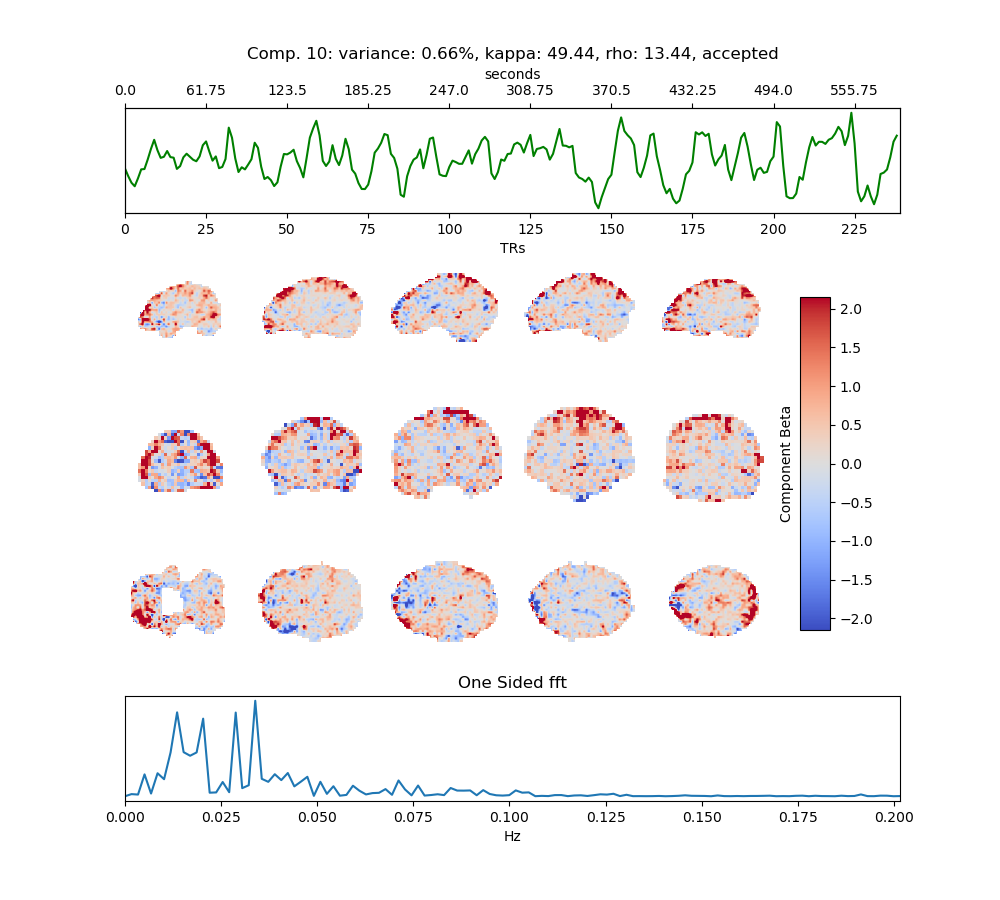 Comp. 10: variance: 0.66%, kappa: 49.44, rho: 13.44, accepted
seconds
0.0 61.75 123.5 185.25 247.0 308.75 370.5 432.25 494.0 555.75
0 25 50 75 100 125 150 175 200 225
TRs
2.0
1.5
1.0
0.5
0.0
−0.5
−1.0
−1.5
−2.0
Component Beta
One Sided fft
0.000 0.025 0.050 0.075 0.100 0.125 0.150 0.175 0.200
Hz